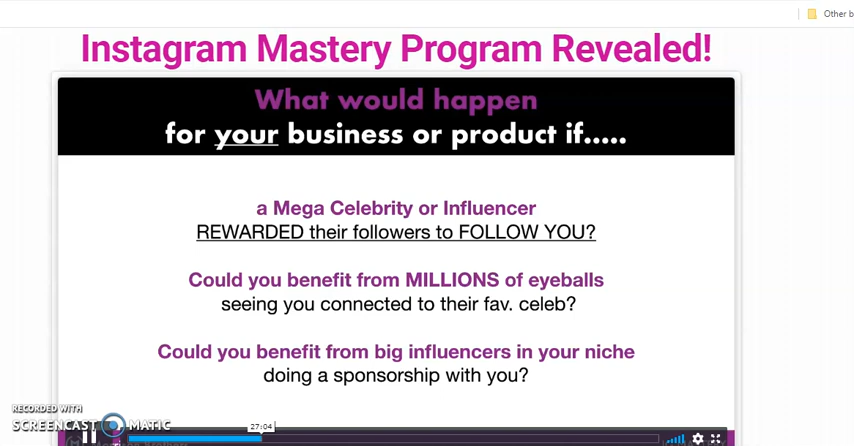 Other b
Instagram Mastery Program Revealed!
What would happen
for your business or product if.....
a Mega Celebrity or Influencer
REWARDED their followers to FOLLOW YOU?
Could you benefit from MILLIONS of eyeballs
seeing you connected to their fav. celeb?
Could you benefit from big influencers in your niche
doing a sponsorship with you?
RECORDED WITH
SCREENCAST MATIC
27:04